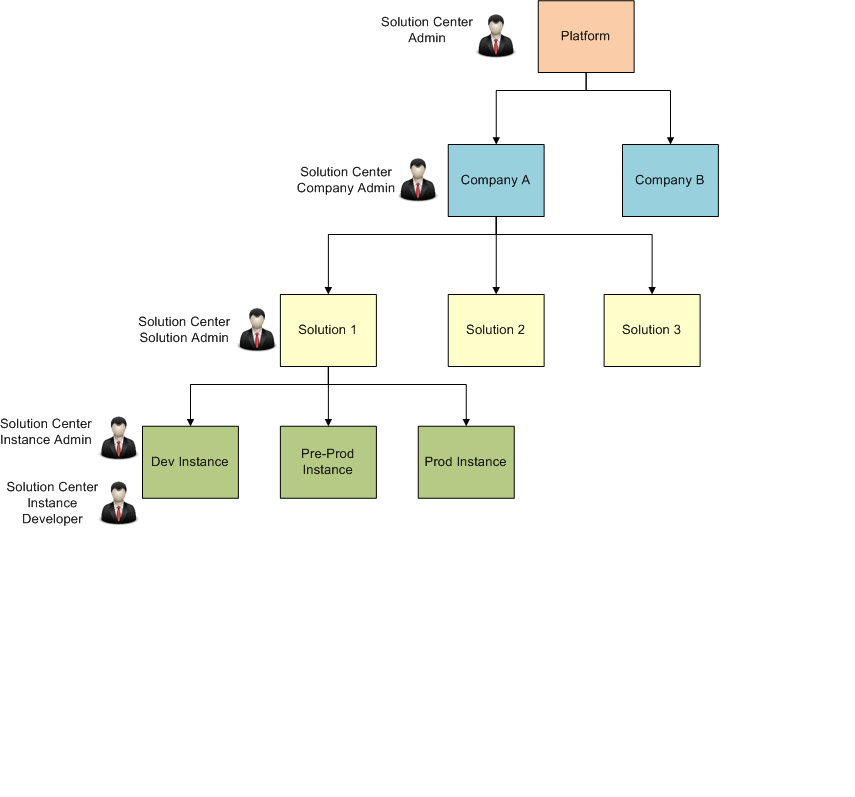 Solution Center
Admin
Platform
Solution Center
Company Admin
Company A
Company B
Solution Center
Solution Admin
Solution 1
Solution 2
Solution 3
Solution Center
Instance Admin
Dev Instance
Pre-Prod
Instance
Prod Instance
Solution Center
Instance
Developer